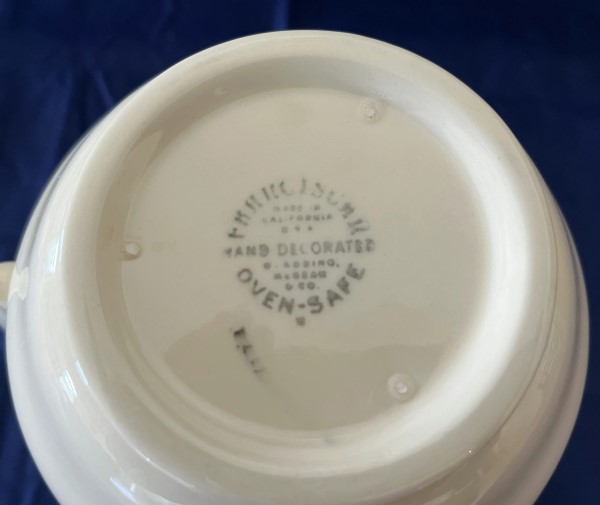 FRANCISCAN
MADE IN
CALIFORNIA
U S A
HAND DECORATED
GLADDING,
McBEAN
& CO.
OVEN-SAFE